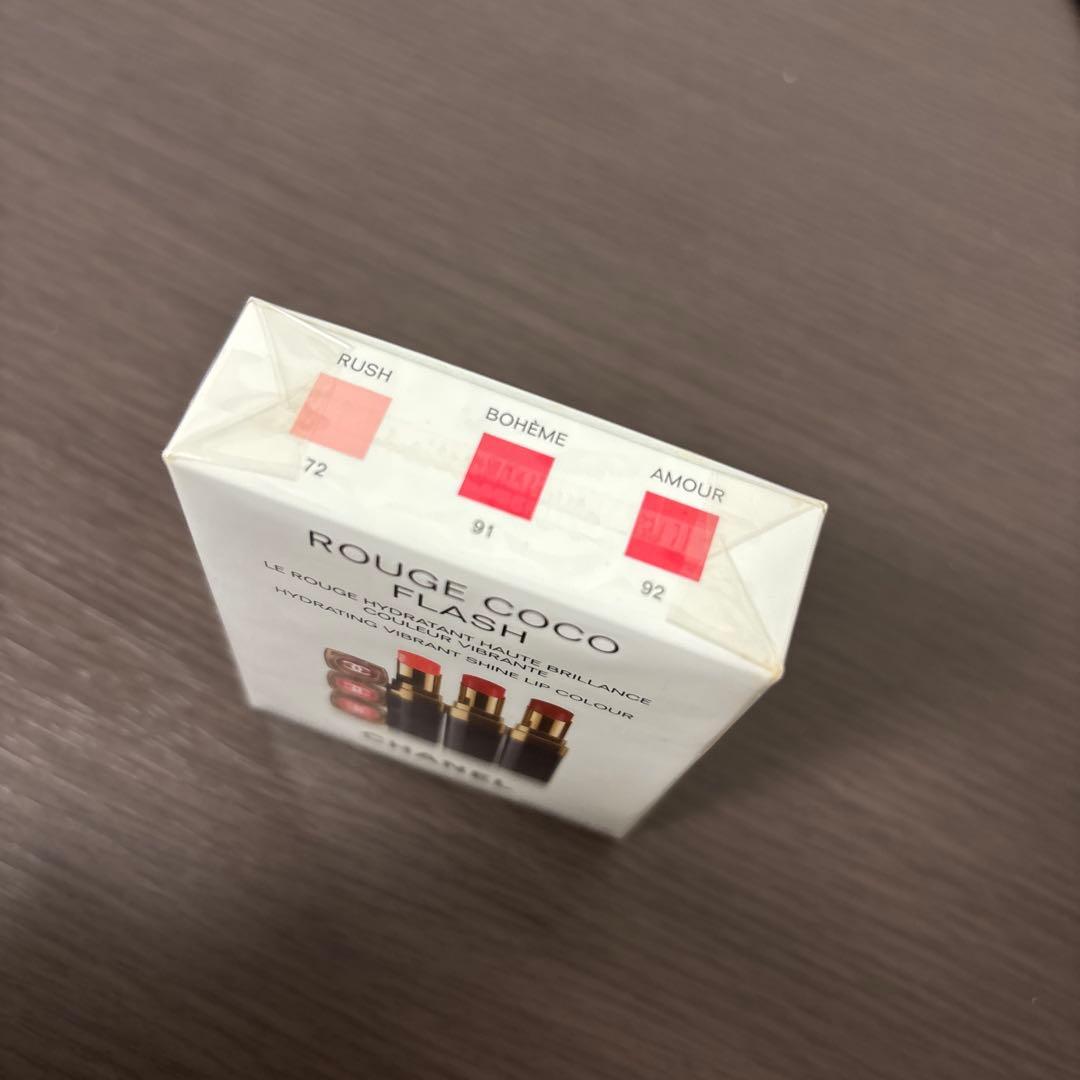 RUSH
BOHÈME
AMOUR
72
91
92
ROUGE COCO
FLASH
LE ROUGE HYDRATANT HAUTE BRILLANCE
COULEUR VIBRANTE
HYDRATING VIBRANT SHINE LIP COLOUR
CHANEL